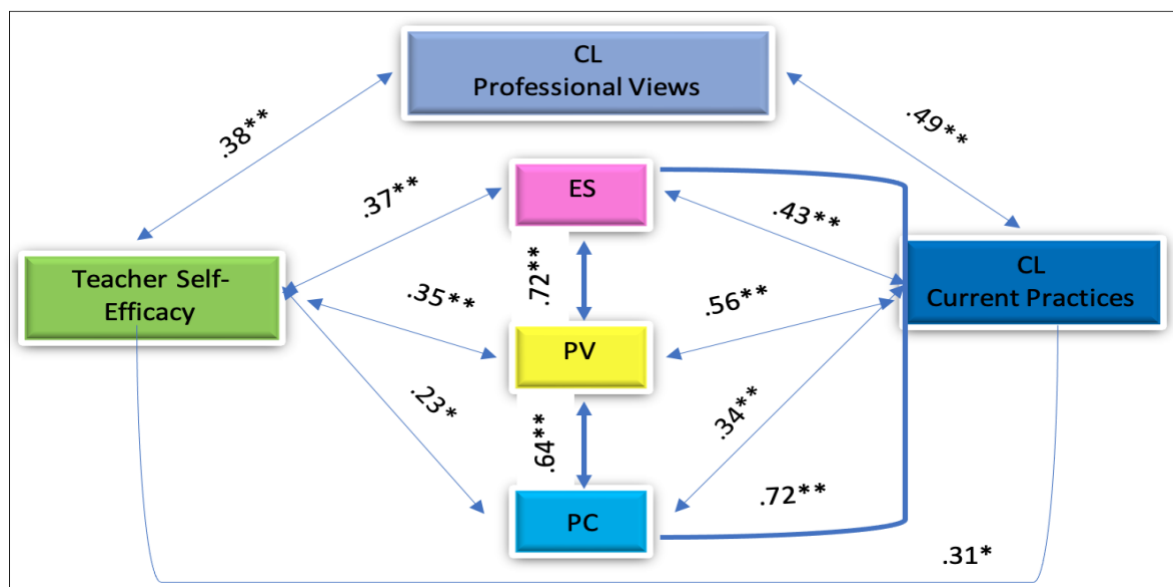 CL
Professional Views
.38**
.49**
ES
.37**
.43**
.72**
Teacher Self-
Efficacy
CL
Current Practices
.35**
.56**
PV
.23*
.64**
.34**
PC
.72**
.31*